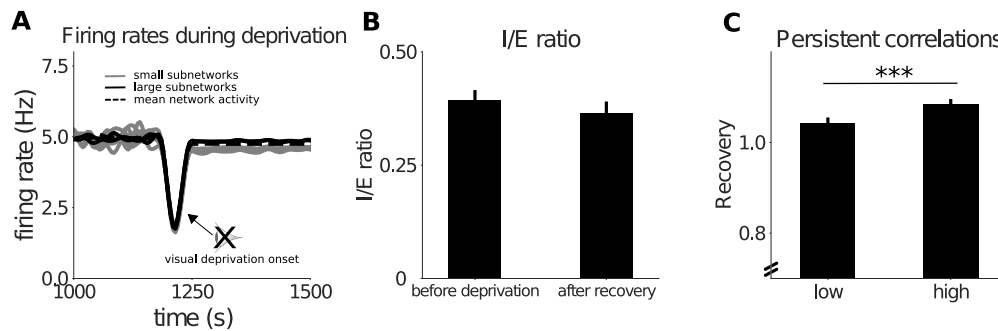 A
Firing rates during deprivation
7.5
5.0
2.5
0.0
firing rate (Hz)
small subnetworks
large subnetworks
mean network activity
visual deprivation onset
1000
1250
1500
time (s)
B
I/E ratio
0.50
0.25
0
I/E ratio
before deprivation
after recovery
C
Persistent correlations
***
1.0
0.8
Recovery
low
high